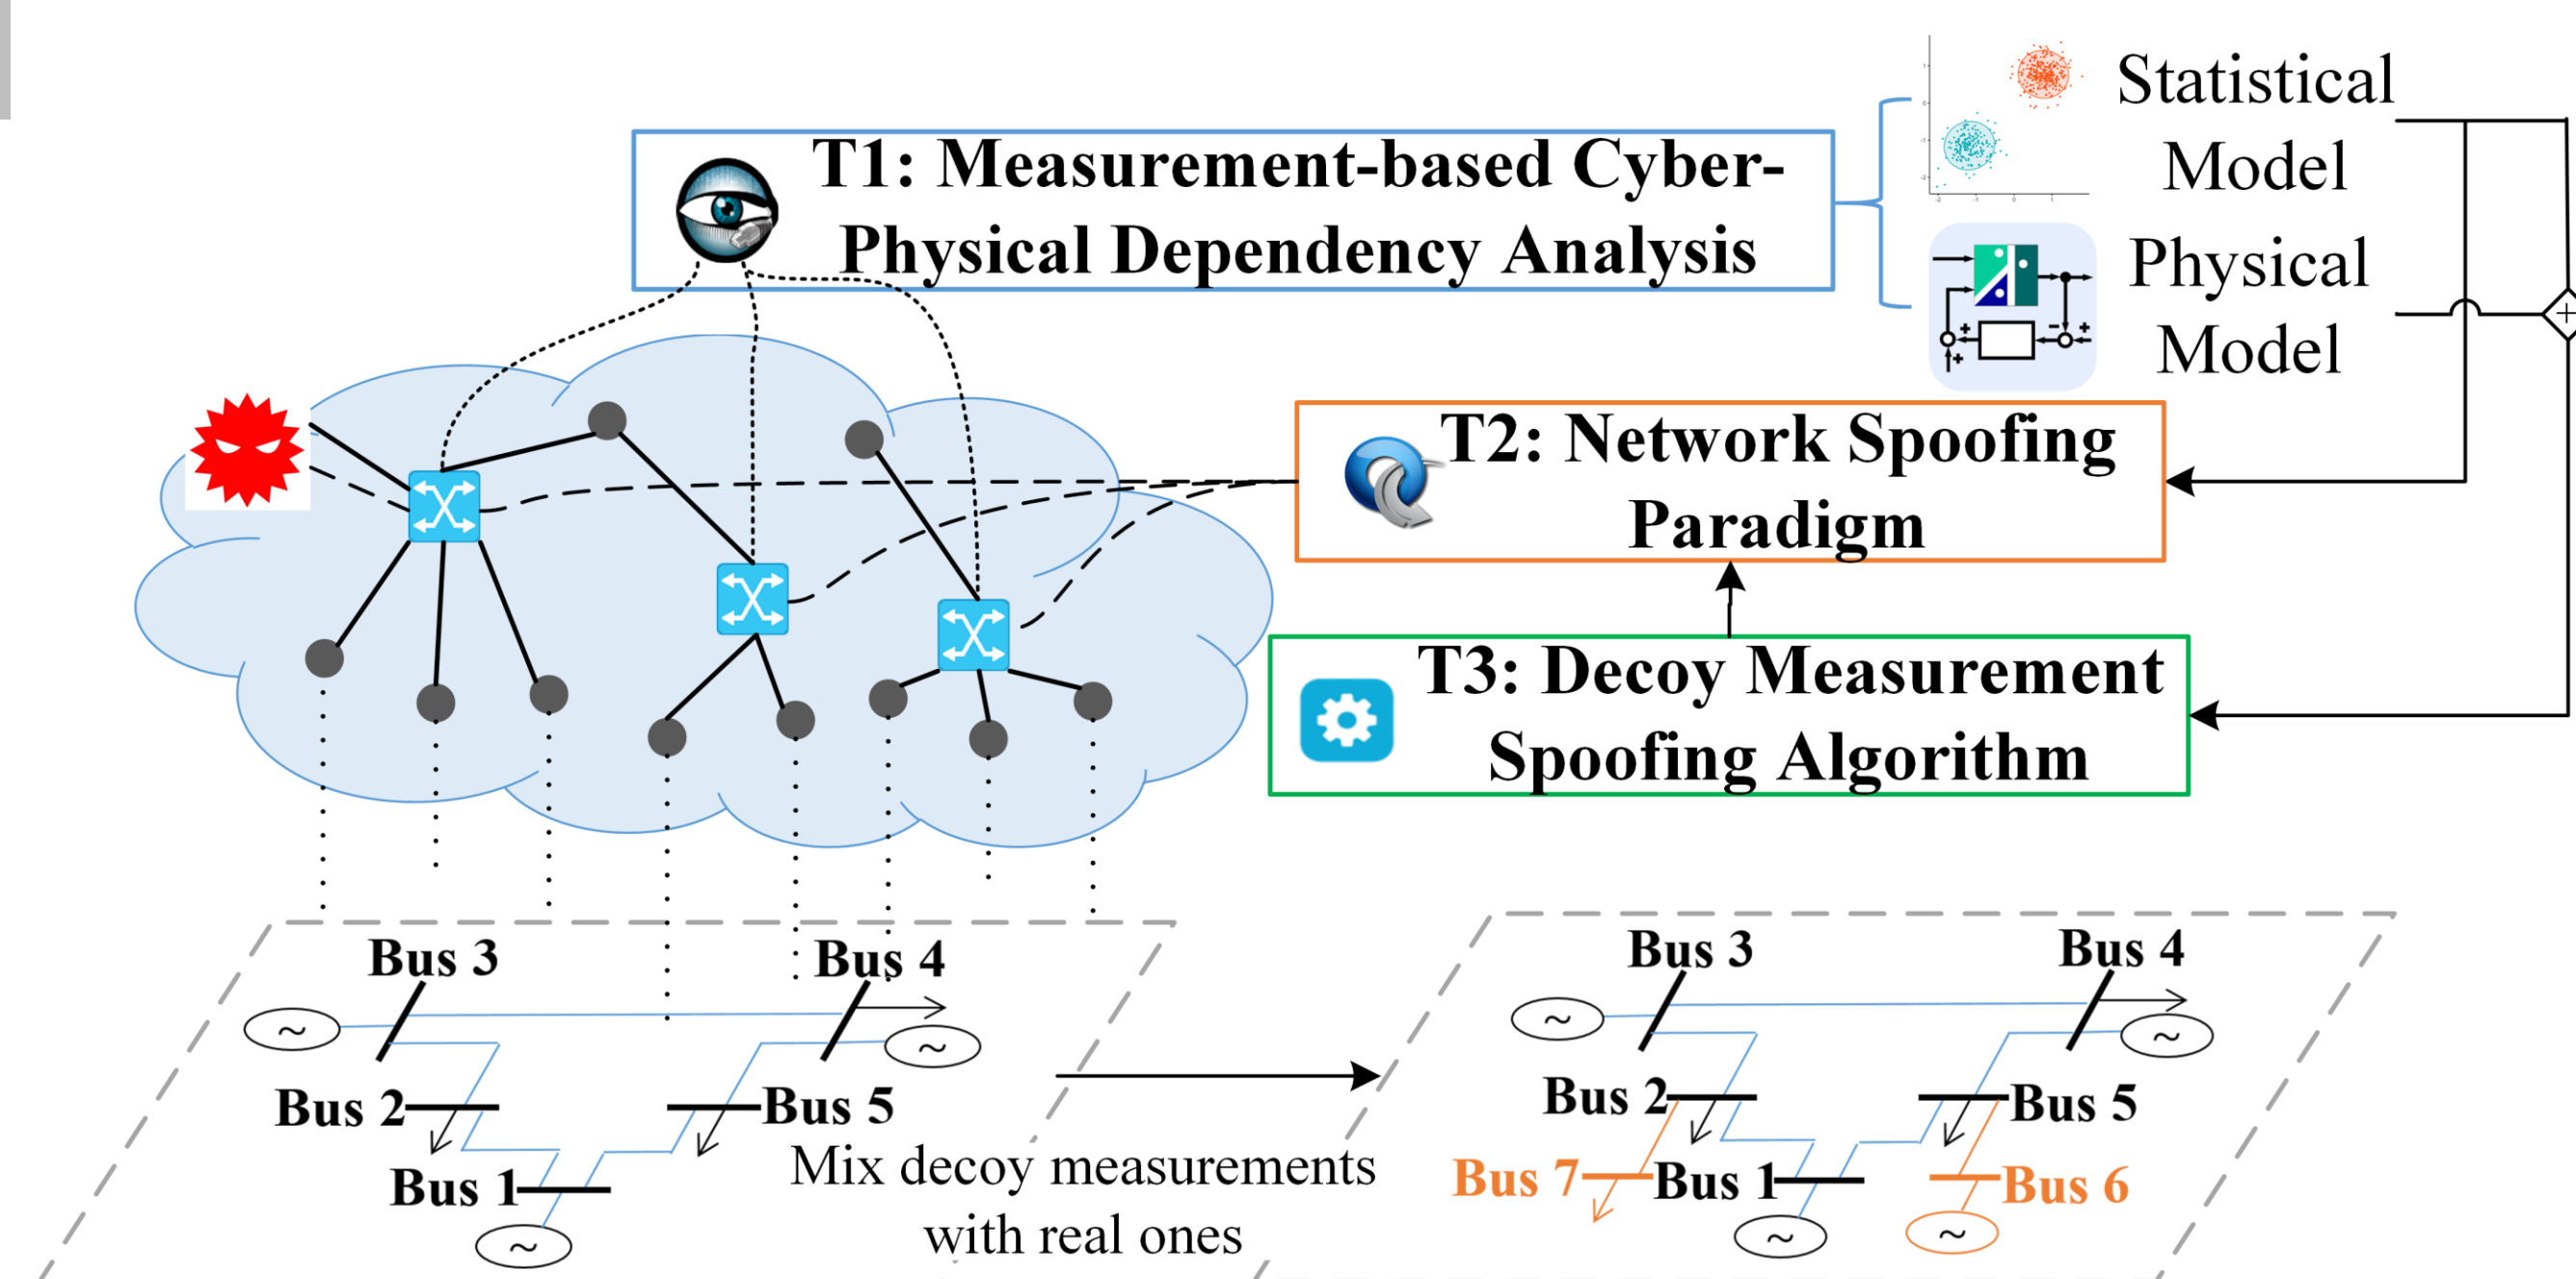 T1: Measurement-based Cyber-
Physical Dependency Analysis
Statistical
Model
Physical
Model
T2: Network Spoofing
Paradigm
T3: Decoy Measurement
Spoofing Algorithm
Bus 3
Bus 4
Bus 2
Bus 5
Bus 1
Mix decoy measurements
with real ones
Bus 3
Bus 4
Bus 2
Bus 5
Bus 7
Bus 1
Bus 6